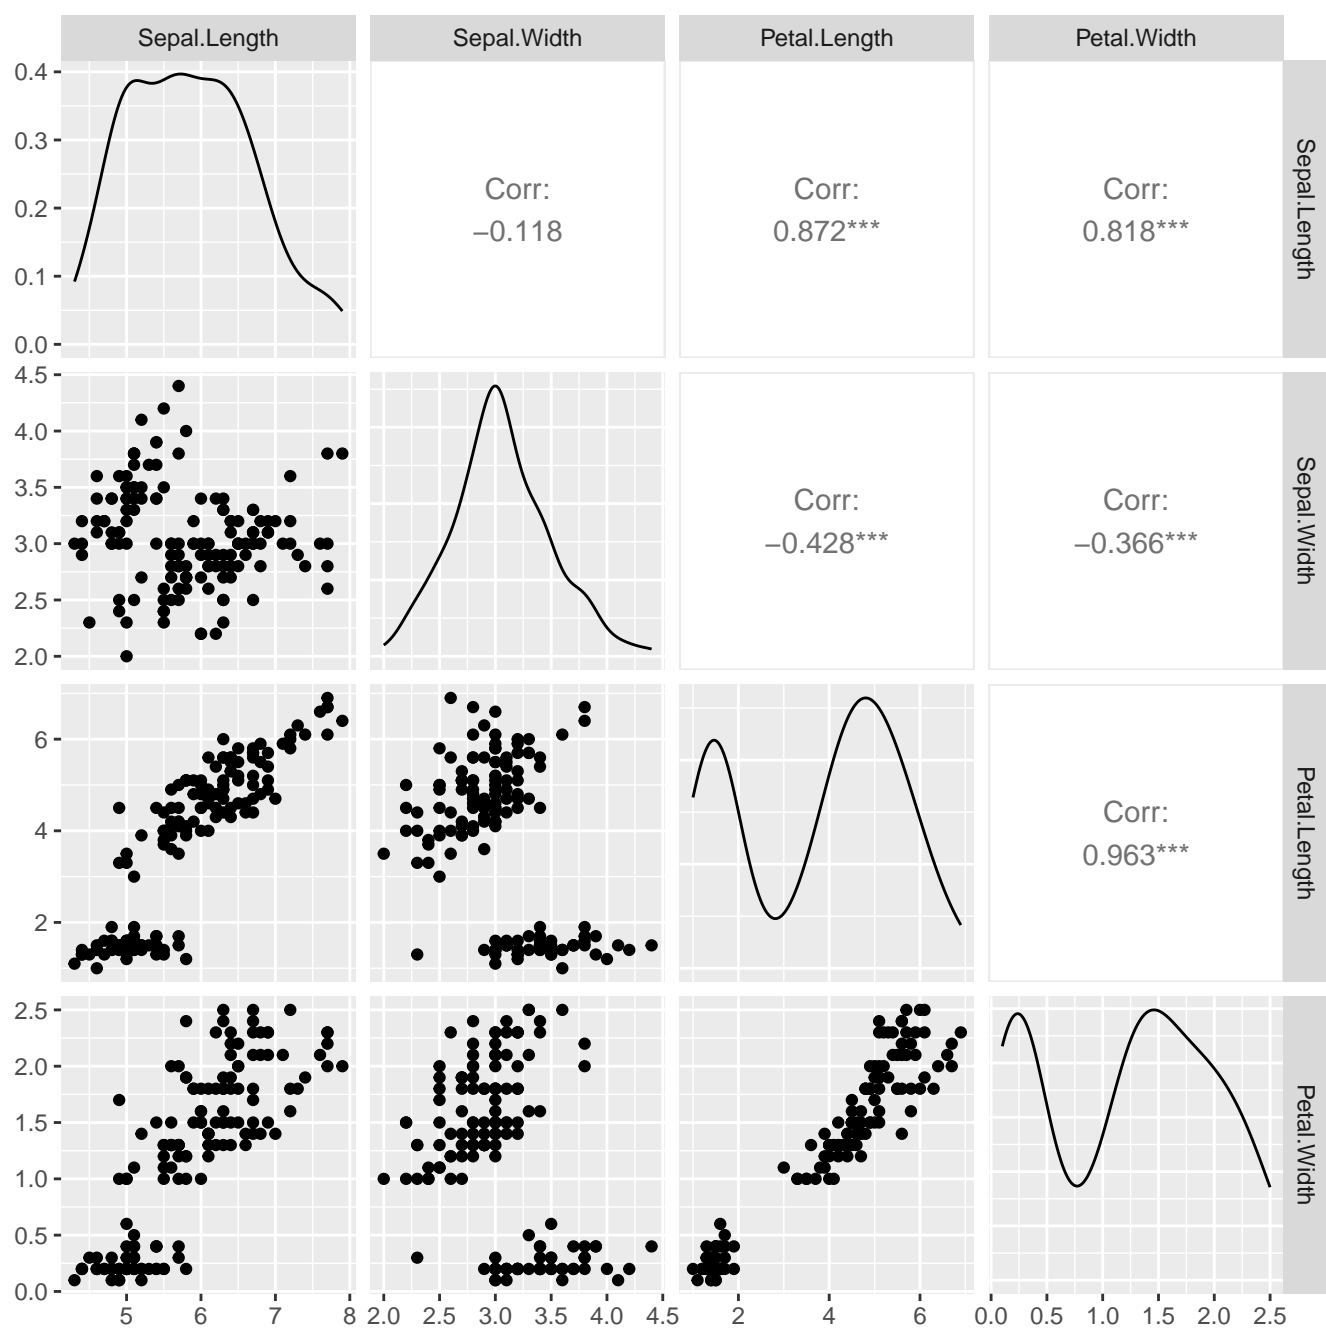 Sepal.Length
Sepal.Width
Petal.Length
Petal.Width
0.4
0.3
0.2
0.1
0.0
Corr:
−0.118
Corr:
0.872***
Corr:
0.818***
Sepal.Length
4.5
4.0
3.5
3.0
2.5
2.0
Corr:
−0.428***
Corr:
−0.366***
Sepal.Width
6
4
2
Corr:
0.963***
Petal.Length
2.5
2.0
1.5
1.0
0.5
0.0
Petal.Width
5 6 7 8
2.0 2.5 3.0 3.5 4.0 4.5
2 4 6
0.0 0.5 1.0 1.5 2.0 2.5